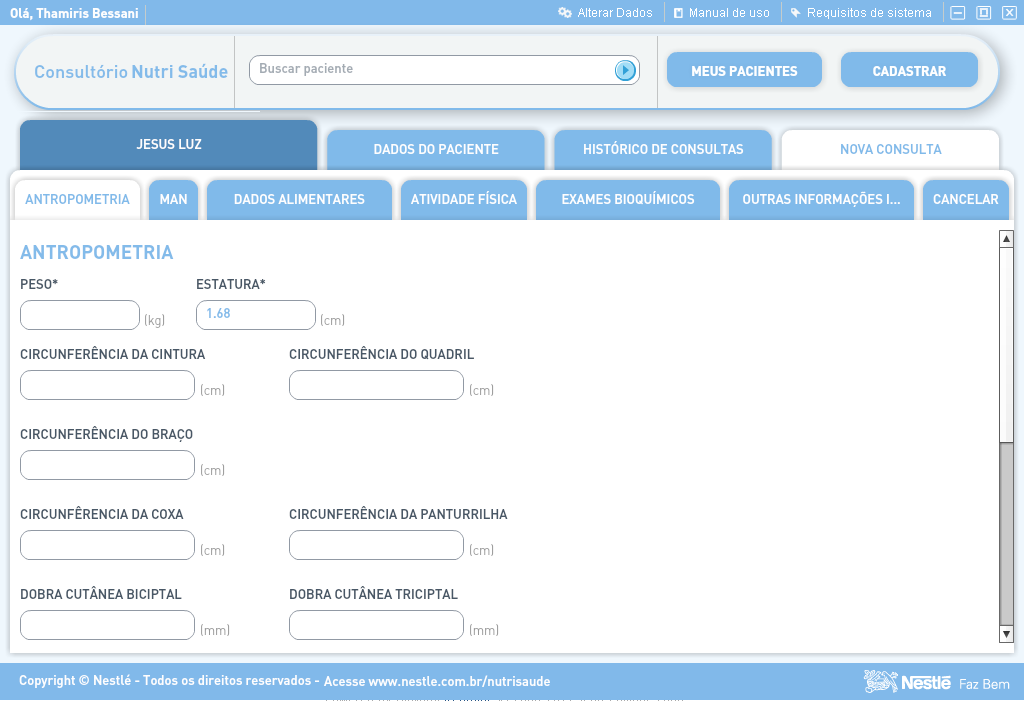 Olá, Thamiris Bessani
Alterar Dados
Manual de uso
Requisitos de sistema
Consultório Nutri Saúde
Buscar paciente
MEUS PACIENTES
CADASTRAR
JESUS LUZ
DADOS DO PACIENTE
HISTÓRICO DE CONSULTAS
NOVA CONSULTA
ANTROPOMETRIA
MAN
DADOS ALIMENTARES
ATIVIDADE FÍSICA
EXAMES BIOQUÍMICOS
OUTRAS INFORMAÇÕES I...
CANCELAR
ANTROPOMETRIA
PESO*
ESTATURA*
(kg)
1.68
(cm)
CIRCUNFERÊNCIA DA CINTURA
CIRCUNFERÊNCIA DO QUADRIL
(cm)
(cm)
CIRCUNFERÊNCIA DO BRAÇO
(cm)
CIRCUNFÊRENCIA DA COXA
CIRCUNFERÊNCIA DA PANTURRILHA
(cm)
(cm)
DOBRA CUTÂNEA BICIPTAL
DOBRA CUTÂNEA TRICIPTAL
(mm)
(mm)
Copyright © Nestlé - Todos os direitos reservados - Acesse www.nestle.com.br/nutrisaude
Nestlé Faz Bem